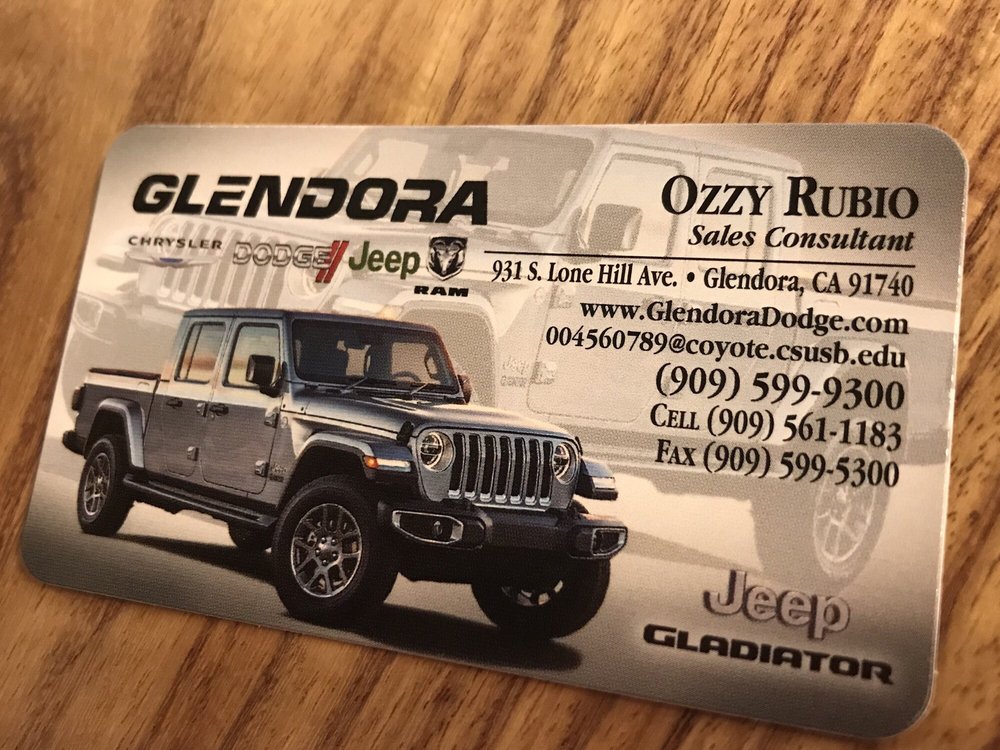 GLENDORA
CHRYSLER DODGE Jeep RAM
OZZY RUBIO
Sales Consultant
931 S. Lone Hill Ave. • Glendora, CA 91740
www.GlendoraDodge.com
004560789@coyote.csusb.edu
(909) 599-9300
CELL (909) 561-1183
FAX (909) 599-5300
Jeep
GLADIATOR